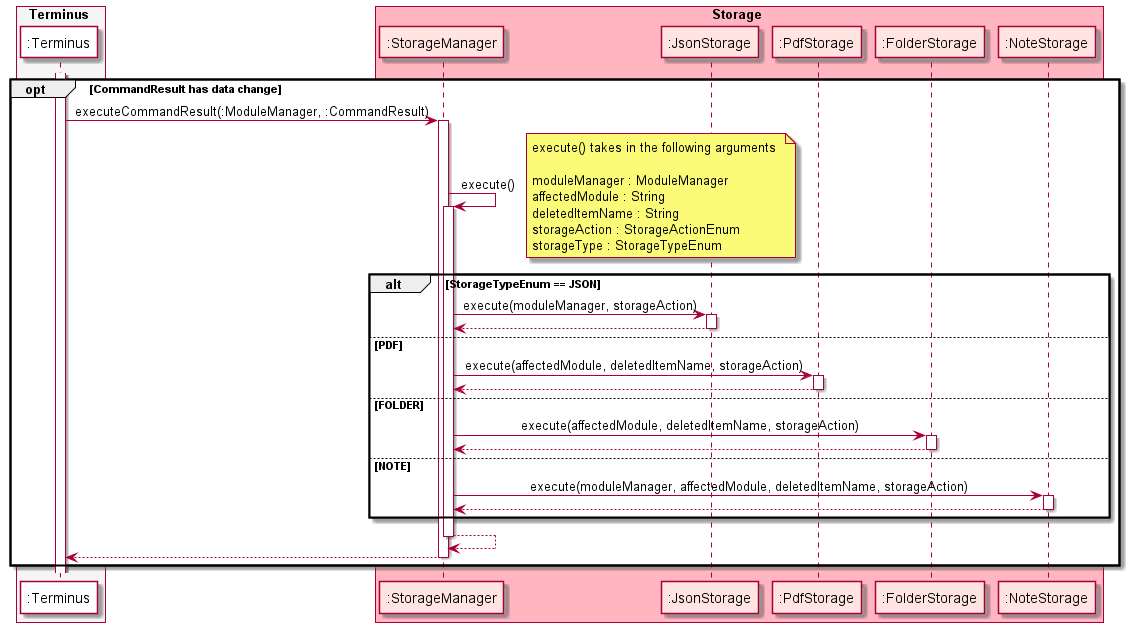 Terminus
Storage
:Terminus
:StorageManager
:JsonStorage
:PdfStorage
:FolderStorage
:NoteStorage
opt
[CommandResult has data change]
executeCommandResult(:ModuleManager, :CommandResult)
execute() takes in the following arguments
moduleManager : ModuleManager
affectedModule : String
deletedItemName : String
storageAction : StorageActionEnum
storageType : StorageTypeEnum
execute()
alt
[StorageTypeEnum == JSON]
execute(moduleManager, storageAction)
[PDF]
execute(affectedModule, deletedItemName, storageAction)
[FOLDER]
execute(affectedModule, deletedItemName, storageAction)
[NOTE]
execute(moduleManager, affectedModule, deletedItemName, storageAction)
:Terminus
:StorageManager
:JsonStorage
:PdfStorage
:FolderStorage
:NoteStorage